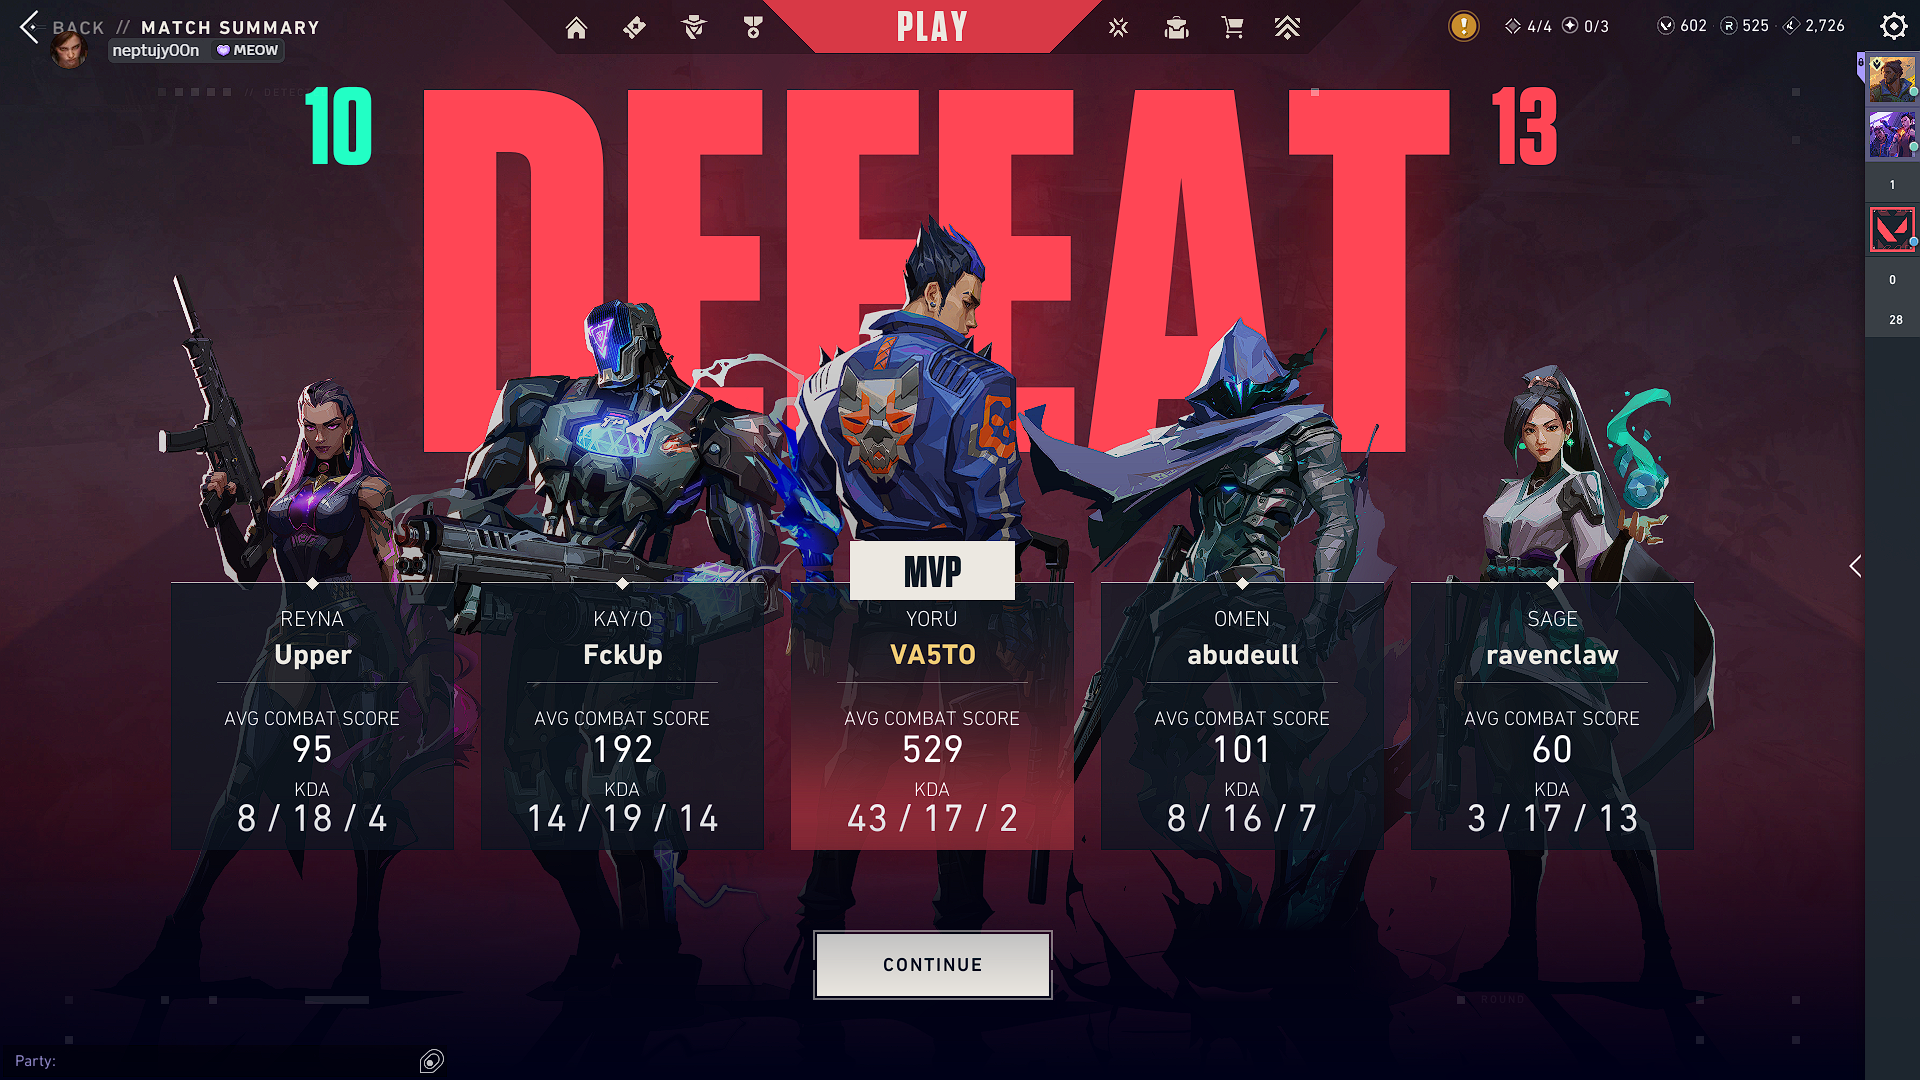 BACK // MATCH SUMMARY
neptujy00n MEOW
PLAY
4/4 0/3 602 525 2,726
10
DEFEAT
13
1
0
28
MVP
REYNA
Upper
AVG COMBAT SCORE
95
KDA
8 / 18 / 4
KAY/O
FckUp
AVG COMBAT SCORE
192
KDA
14 / 19 / 14
YORU
VA5TO
AVG COMBAT SCORE
529
KDA
43 / 17 / 2
OMEN
abudeull
AVG COMBAT SCORE
101
KDA
8 / 16 / 7
SAGE
ravenclaw
AVG COMBAT SCORE
60
KDA
3 / 17 / 13
CONTINUE
ROUND
Party: